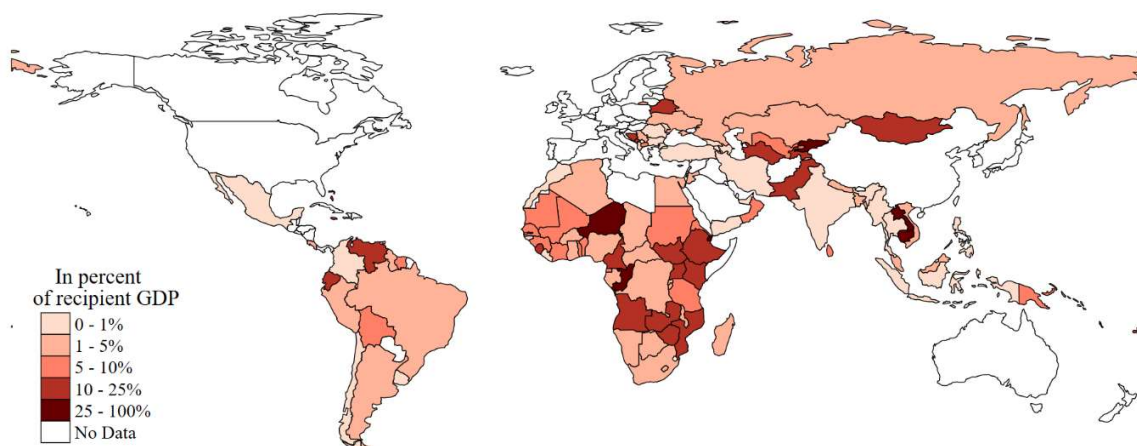 In percent
of recipient GDP
0 - 1%
1 - 5%
5 - 10%
10 - 25%
25 - 100%
No Data